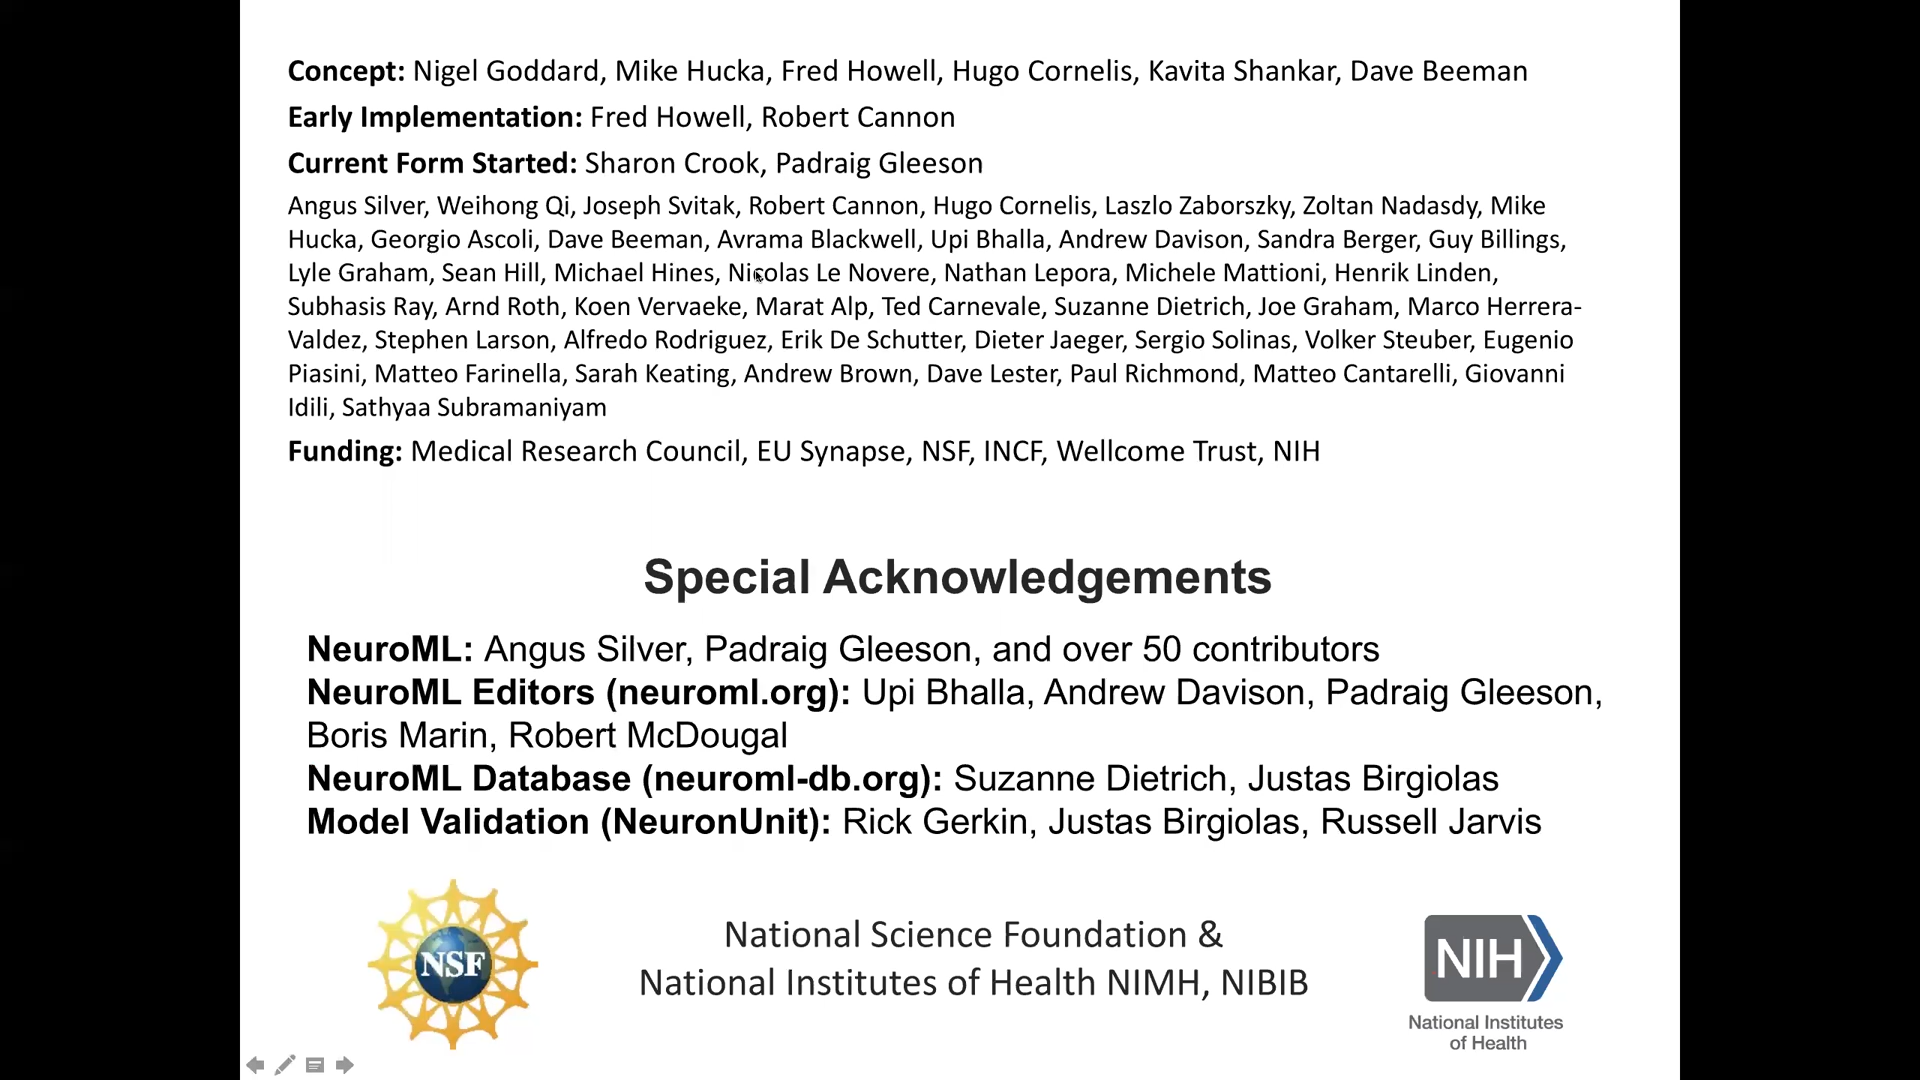 Concept: Nigel Goddard, Mike Hucka, Fred Howell, Hugo Cornelis, Kavita Shankar, Dave Beeman
Early Implementation: Fred Howell, Robert Cannon
Current Form Started: Sharon Crook, Padraig Gleeson
Angus Silver, Weihong Qi, Joseph Svitak, Robert Cannon, Hugo Cornelis, Laszlo Zaborszky, Zoltan Nadasdy, Mike
Hucka, Georgio Ascoli, Dave Beeman, Avrama Blackwell, Upi Bhalla, Andrew Davison, Sandra Berger, Guy Billings,
Lyle Graham, Sean Hill, Michael Hines, Nicolas Le Novere, Nathan Lepora, Michele Mattioni, Henrik Linden,
Subhasis Ray, Arnd Roth, Koen Vervaeke, Marat Alp, Ted Carnevale, Suzanne Dietrich, Joe Graham, Marco Herrera-
Valdez, Stephen Larson, Alfredo Rodriguez, Erik De Schutter, Dieter Jaeger, Sergio Solinas, Volker Steuber, Eugenio
Piasini, Matteo Farinella, Sarah Keating, Andrew Brown, Dave Lester, Paul Richmond, Matteo Cantarelli, Giovanni
Idili, Sathyaa Subramaniyam
Funding: Medical Research Council, EU Synapse, NSF, INCF, Wellcome Trust, NIH
Special Acknowledgements
NeuroML: Angus Silver, Padraig Gleeson, and over 50 contributors
NeuroML Editors (neuroml.org): Upi Bhalla, Andrew Davison, Padraig Gleeson,
Boris Marin, Robert McDougal
NeuroML Database (neuroml-db.org): Suzanne Dietrich, Justas Birgiolas
Model Validation (NeuronUnit): Rick Gerkin, Justas Birgiolas, Russell Jarvis
NSF
National Science Foundation &
National Institutes of Health NIMH, NIBIB
NIH
National Institutes
of Health